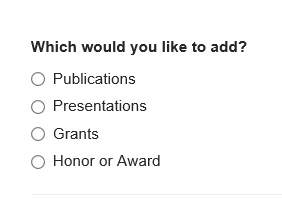 Which would you like to add?
Publications
Presentations
Grants
Honor or Award